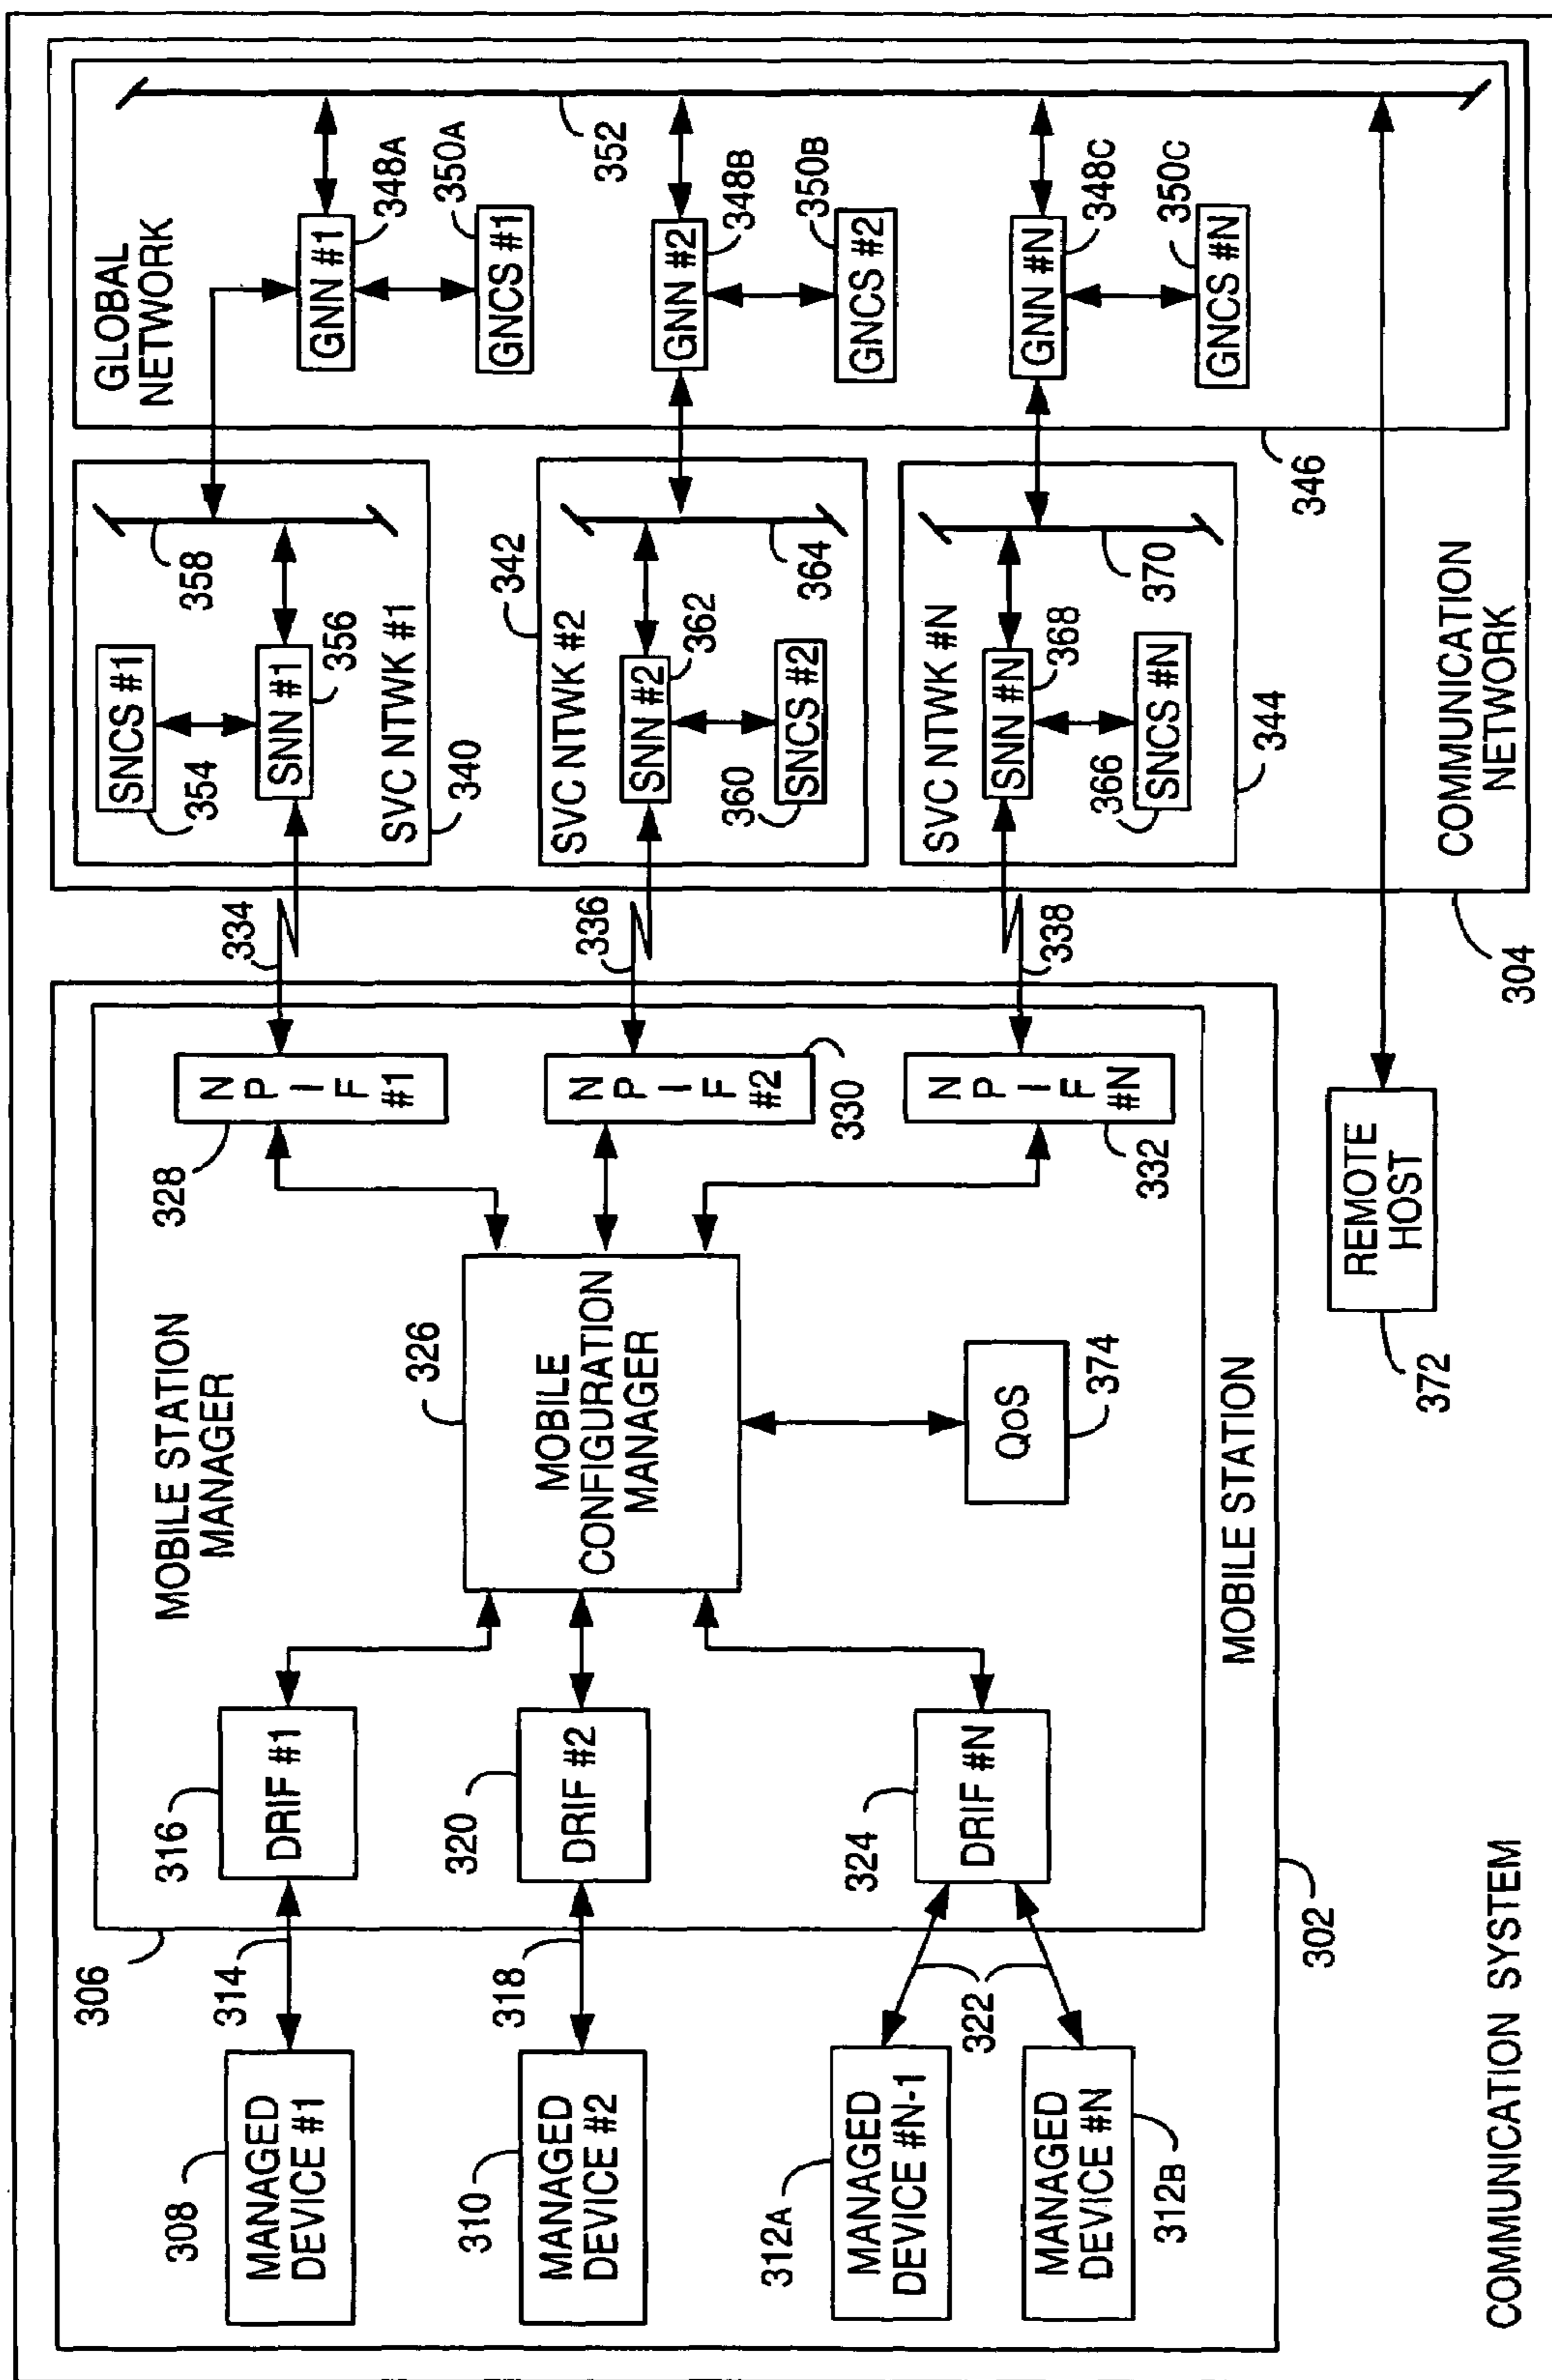 MOBILE STATION
MANAGER
306
308
MANAGED
DEVICE #1
314
316
DRIF #1
310
MANAGED
DEVICE #2
318
320
DRIF #2
312A
MANAGED
DEVICE #N-1
322
324
DRIF #N
MANAGED
DEVICE #N
312B
326
MOBILE
CONFIGURATION
MANAGER
QoS
374
328
N
P
I
F
#1
N
P
I
F
#2
330
N
P
I
F
#N
332
MOBILE STATION
302
334
336
338
SNCS #1
354
358
SNN #1
356
SVC NTWK #1
340
342
SVC NTWK #2
SNN #2
362
364
360
SNCS #2
SVC NTWK #N
SNN #N
368
370
366
SNCS #N
344
GLOBAL
NETWORK
GNN #1
348A
GNCS #1
350A
352
GNN #2
348B
GNCS #2
350B
GNN #N
348C
GNCS #N
350C
346
COMMUNICATION
NETWORK
304
REMOTE
HOST
372
COMMUNICATION SYSTEM